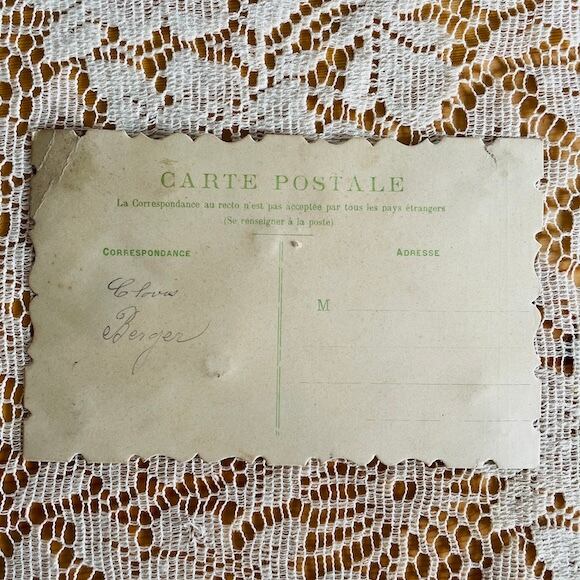 CARTE POSTALE
La Correspondance au recto n'est pas acceptée par tous les pays étrangers
(Se renseigner à la poste)
CORRESPONDANCE
ADRESSE
Clovis
Berger
M